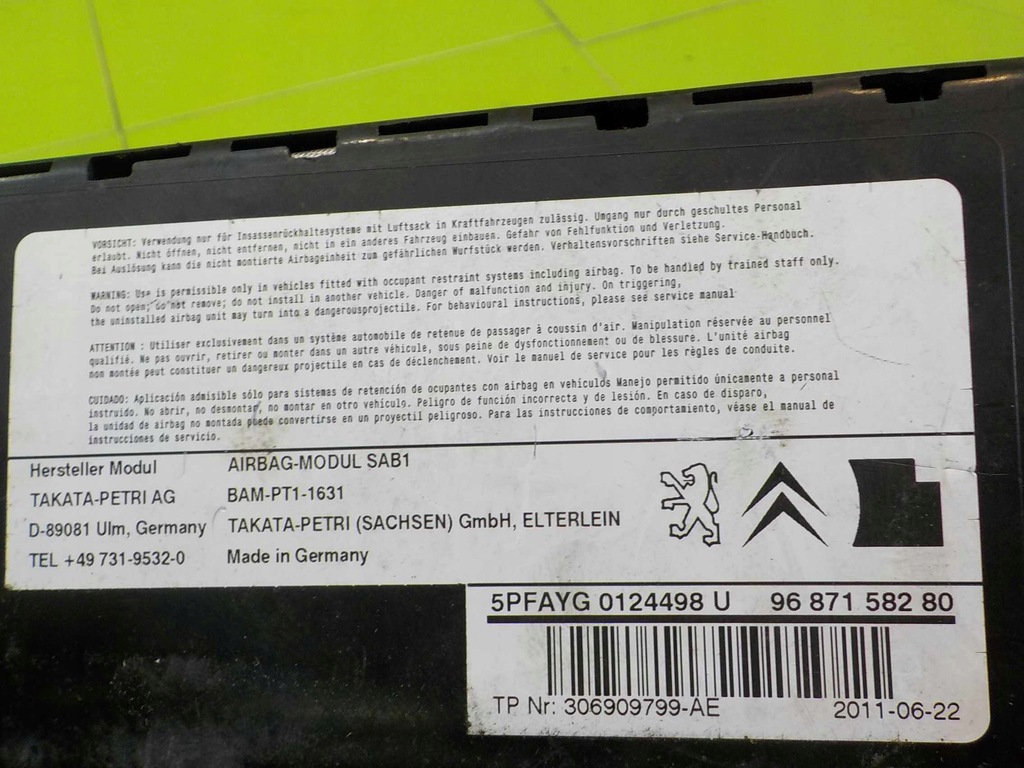 VORSICHT: Verwendung nur für Insassenrückhaltesysteme mit Luftsack in Kraftfahrzeugen zulässig. Umgang nur durch geschultes Personal
erlaubt. Nicht öffnen, nicht entfernen, nicht in ein anderes Fahrzeug einbauen. Gefahr von Fehlfunktion und Verletzung.
Bei Auslösung kann die nicht montierte Airbageinheit zum gefährlichen Wurfstück werden. Verhaltensvorschriften siehe Service-Handbuch.
WARNING: Use is permissible only in vehicles fitted with occupant restraint systems including airbag. To be handled by trained staff only.
Do not open; do not remove; do not install in another vehicle. Danger of malfunction and injury. On triggering,
the uninstalled airbag unit may turn into a dangerousprojectile. For behavioural instructions, please see service manual
ATTENTION : Utiliser exclusivement dans un système automobile de retenue de passager à coussin d'air. Manipulation réservée au personnel
qualifié. Ne pas ouvrir, retirer ou monter dans un autre véhicule, sous peine de dysfonctionnement ou de blessure. L'unité airbag
non montée peut constituer un dangereux projectile en cas de déclenchement. Voir le manuel de service pour les règles de conduite.
CUIDADO: Aplicación admisible sólo para sistemas de retención de ocupantes con airbag en vehículos Manejo permitido únicamente a personal
instruido. No abrir, no desmontar, no montar en otro vehículo. Peligro de función incorrecta y de lesión. En caso de disparo,
la unidad de airbag no montada puede convertirse en un proyectil peligroso. Para las instrucciones de comportamiento, véase el manual de
instrucciones de servicio.
Hersteller Modul AIRBAG-MODUL SAB1
TAKATA-PETRI AG BAM-PT1-1631
D-89081 Ulm, Germany TAKATA-PETRI (SACHSEN) GmbH, ELTERLEIN
TEL +49 731-9532-0 Made in Germany
5PFAYG 0124498 U 96 871 582 80
TP Nr: 306909799-AE 2011-06-22